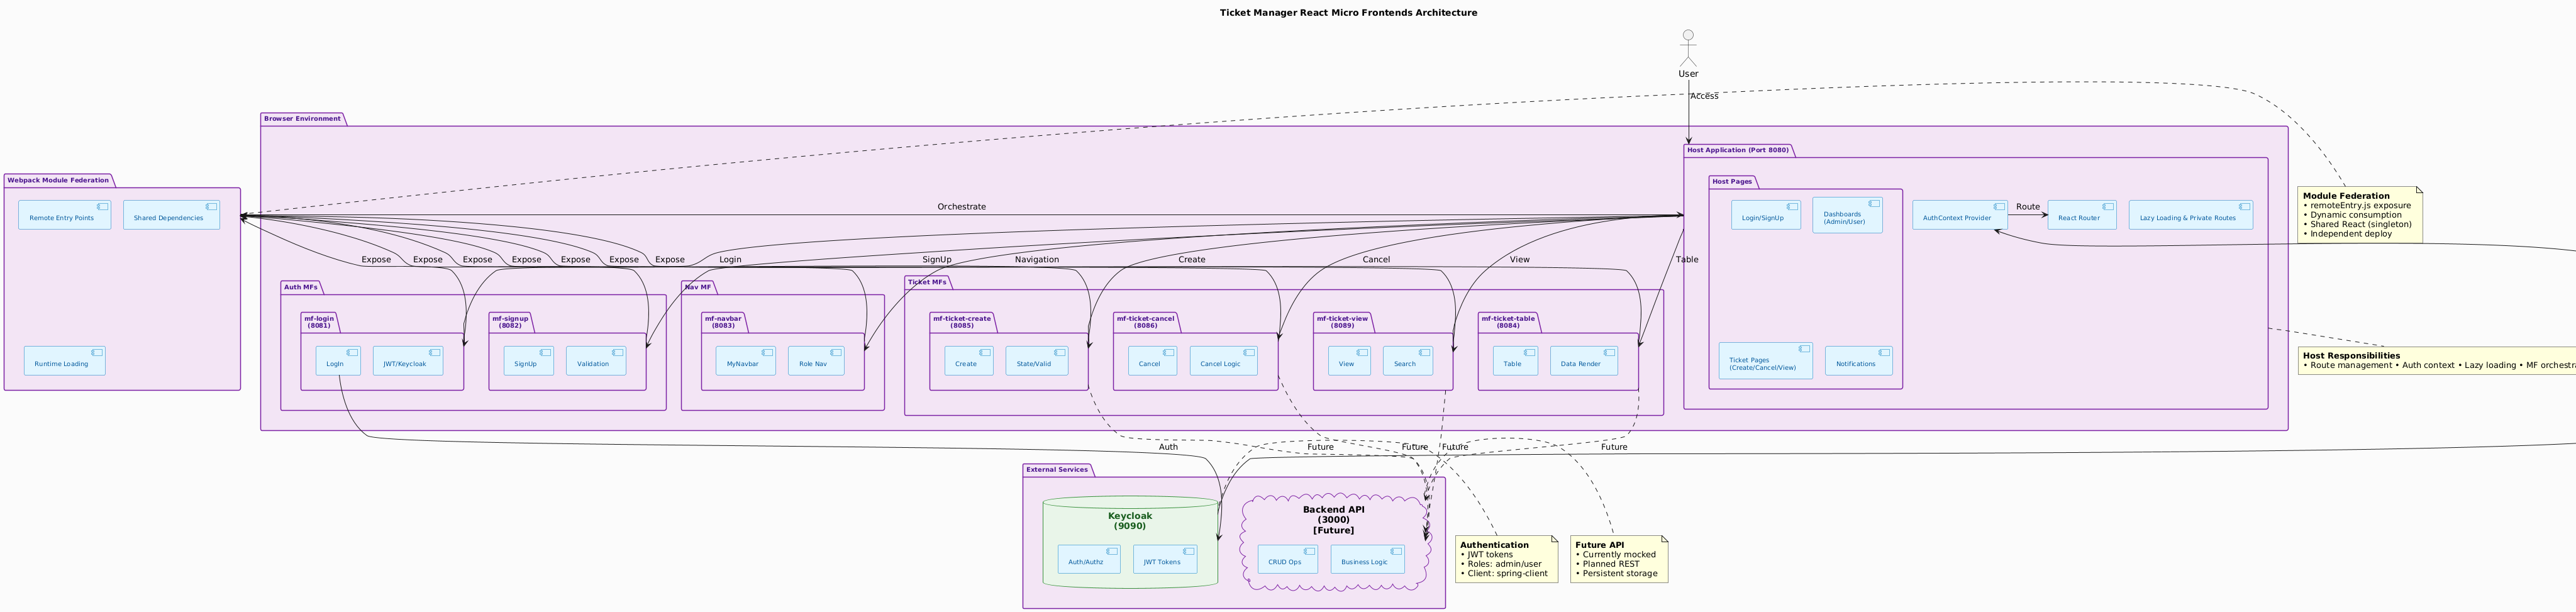 Ticket Manager React Micro Frontends Architecture
User
Access
Browser Environment
Host Application (Port 8080)
Webpack Module Federation
Host Pages
Remote Entry Points
Shared Dependencies
Login/SignUp
Dashboards
(Admin/User)
AuthContext Provider
Route
React Router
Lazy Loading & Private Routes
Module Federation
• remoteEntry.js exposure
• Dynamic consumption
• Shared React (singleton)
• Independent deploy
Orchestrate
Expose
Expose
Expose
Expose
Expose
Expose
Expose
Login
SignUp
Navigation
Create
Cancel
View
Table
Auth MFs
Nav MF
Ticket MFs
mf-login
(8081)
mf-signup
(8082)
mf-navbar
(8083)
mf-ticket-create
(8085)
mf-ticket-cancel
(8086)
mf-ticket-view
(8089)
mf-ticket-table
(8084)
Runtime Loading
LogIn
JWT/Keycloak
SignUp
Validation
MyNavbar
Role Nav
Create
State/Valid
Cancel
Cancel Logic
View
Search
Table
Data Render
Ticket Pages
(Create/Cancel/View)
Notifications
Host Responsibilities
• Route management • Auth context • Lazy loading • MF orchestra
Auth
Future
Future
Future
Future
External Services
Keycloak
(9090)
Auth/Authz
JWT Tokens
Backend API
(3000)
[Future]
CRUD Ops
Business Logic
Authentication
• JWT tokens
• Roles: admin/user
• Client: spring-client
Future API
• Currently mocked
• Planned REST
• Persistent storage